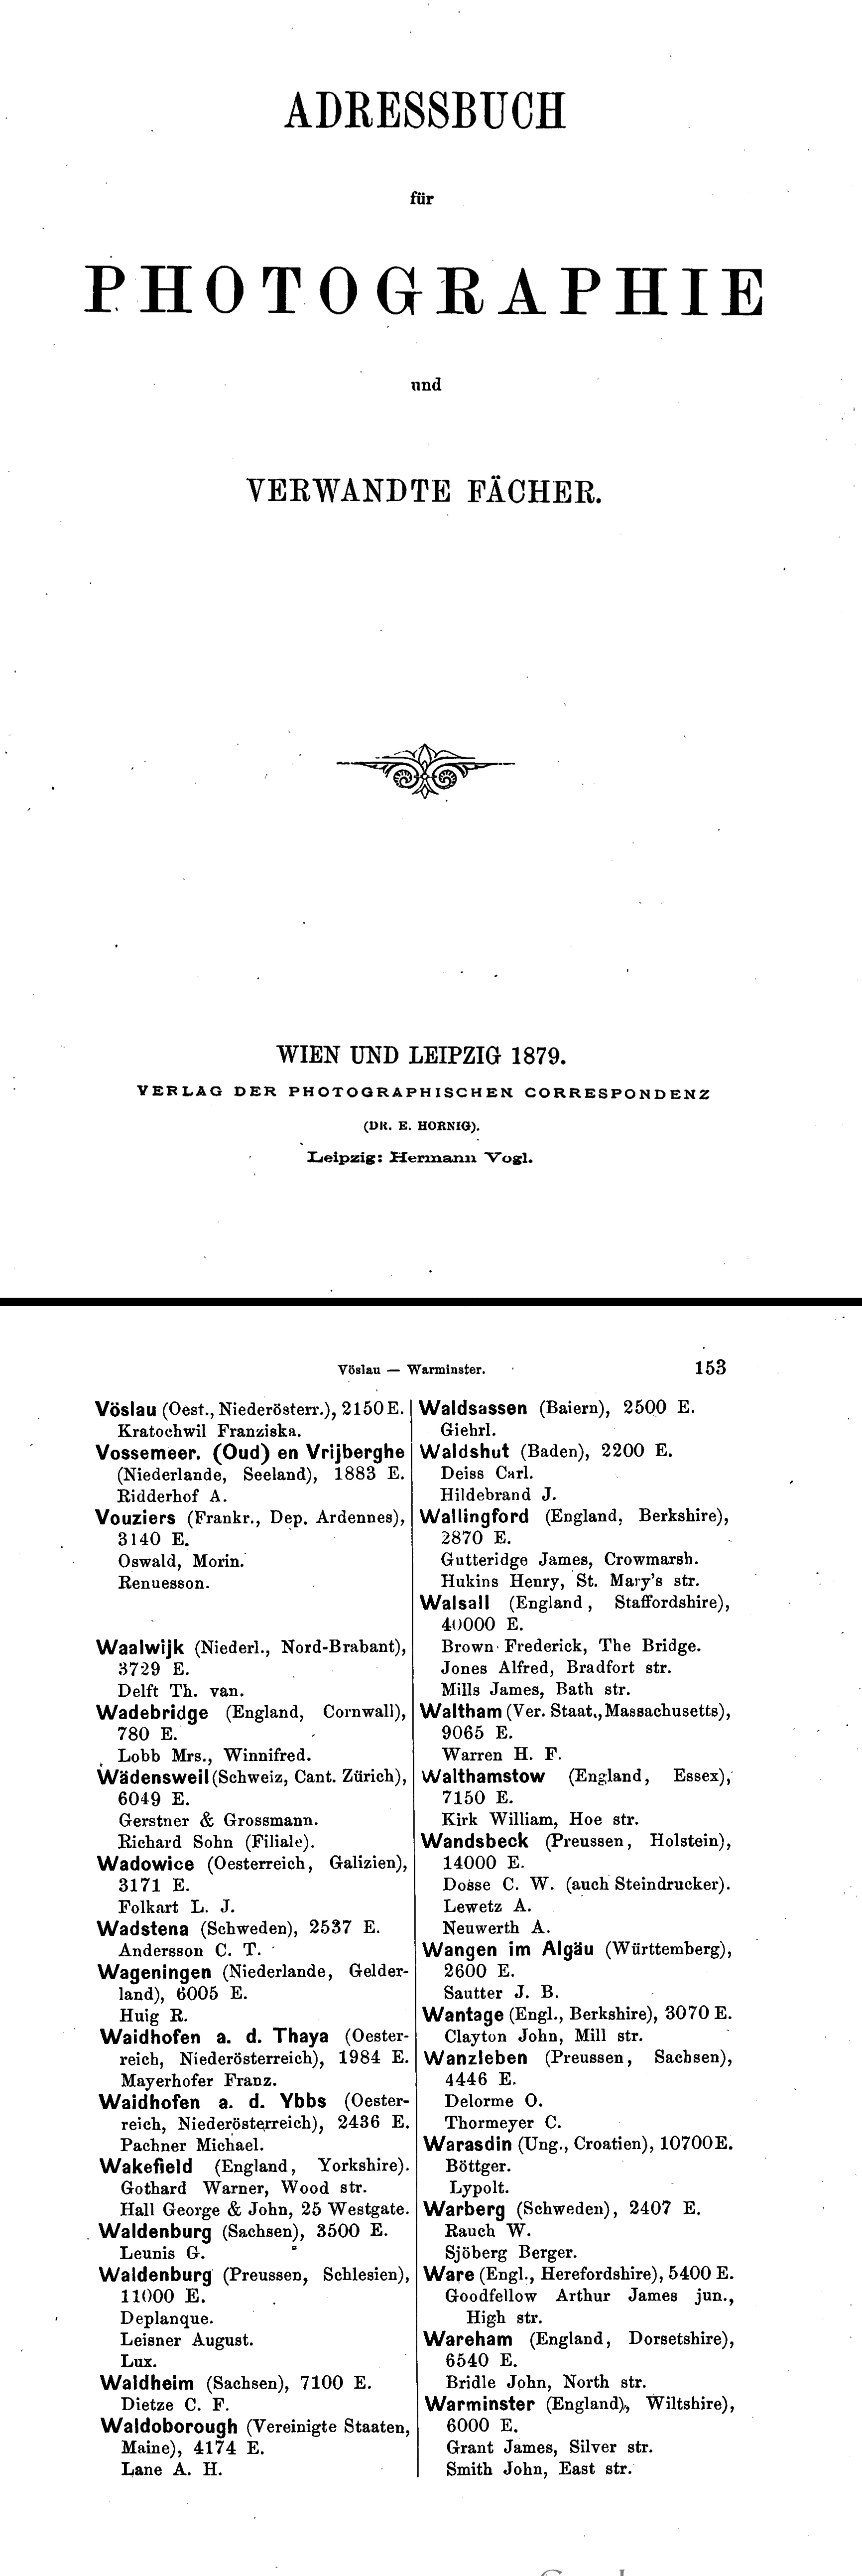 ADRESSBUCH
für
PHOTOGRAPHIE
und
VERWANDTE FÄCHER.
WIEN UND LEIPZIG 1879.
VERLAG DER PHOTOGRAPHISCHEN CORRESPONDENZ
(DR. E. HORNIG).
Leipzig: Hermann Vogl.
Vöslau — Warminster. 153
Vöslau (Oest., Niederösterr.), 2150 E.
Kratochwil Franziska.
Vossemeer. (Oud) en Vrijberghe
(Niederlande, Seeland), 1883 E.
Ridderhof A.
Vouziers (Frankr., Dep. Ardennes),
3140 E.
Oswald, Morin.
Renuesson.
Waalwijk (Niederl., Nord-Brabant),
3729 E.
Delft Th. van.
Wadebridge (England, Cornwall),
780 E.
Lobb Mrs., Winnifred.
Wädensweil (Schweiz, Cant. Zürich),
6049 E.
Gerstner & Grossmann.
Richard Sohn (Filiale).
Wadowice (Oesterreich, Galizien),
3171 E.
Folkart L. J.
Wadstena (Schweden), 2537 E.
Andersson C. T.
Wageningen (Niederlande, Gelder-
land), 6005 E.
Huig R.
Waidhofen a. d. Thaya (Oester-
reich, Niederösterreich), 1984 E.
Mayerhofer Franz.
Waidhofen a. d. Ybbs (Oester-
reich, Niederösterreich), 2436 E.
Pachner Michael.
Wakefield (England, Yorkshire).
Gothard Warner, Wood str.
Hall George & John, 25 Westgate.
Waldenburg (Sachsen), 3500 E.
Leunis G.
Waldenburg (Preussen, Schlesien),
11000 E.
Deplanque.
Leisner August.
Lux.
Waldheim (Sachsen), 7100 E.
Dietze C. F.
Waldoborough (Vereinigte Staaten,
Maine), 4174 E.
Lane A. H.
Waldsassen (Baiern), 2500 E.
Giehrl.
Waldshut (Baden), 2200 E.
Deiss Carl.
Hildebrand J.
Wallingford (England, Berkshire),
2870 E.
Gutteridge James, Crowmarsh.
Hukins Henry, St. Mary's str.
Walsall (England, Staffordshire),
40000 E.
Brown Frederick, The Bridge.
Jones Alfred, Bradfort str.
Mills James, Bath str.
Waltham (Ver. Staat., Massachusetts),
9065 E.
Warren H. F.
Walthamstow (England, Essex),
7150 E.
Kirk William, Hoe str.
Wandsbeck (Preussen, Holstein),
14000 E.
Dosse C. W. (auch Steindrucker).
Lewetz A.
Neuwerth A.
Wangen im Algäu (Württemberg),
2600 E.
Sautter J. B.
Wantage (Engl., Berkshire), 3070 E.
Clayton John, Mill str.
Wanzleben (Preussen, Sachsen),
4446 E.
Delorme O.
Thormeyer C.
Warasdin (Ung., Croatien), 10700 E.
Böttger.
Lypolt.
Warberg (Schweden), 2407 E.
Rauch W.
Sjöberg Berger.
Ware (Engl., Herefordshire), 5400 E.
Goodfellow Arthur James jun.,
High str.
Wareham (England, Dorsetshire),
6540 E.
Bridle John, North str.
Warminster (England), Wiltshire),
6000 E.
Grant James, Silver str.
Smith John, East str.